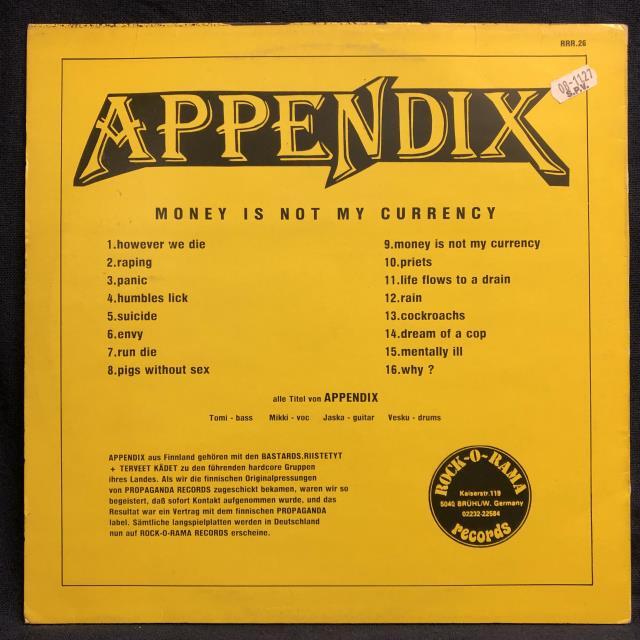 RRR.26
08-1127
S.P.V.
APPENDIX
MONEY IS NOT MY CURRENCY
1.however we die
2.raping
3.panic
4.humbles lick
5.suicide
6.envy
7.run die
8.pigs without sex
9.money is not my currency
10.priets
11.life flows to a drain
12.rain
13.cockroachs
14.dream of a cop
15.mentally ill
16.why ?
alle Titel von APPENDIX
Tomi - bass Mikki - voc Jaska - guitar Vesku - drums
APPENDIX aus Finnland gehören mit den BASTARDS,RIISTETYT
+ TERVEET KÄDET zu den führenden hardcore Gruppen
ihres Landes. Als wir die finnischen Originalpressungen
von PROPAGANDA RECORDS zugeschickt bekamen, waren wir so
begeistert, daß sofort Kontakt aufgenommen wurde, und das
Resultat war ein Vertrag mit dem finnischen PROPAGANDA
label. Sämtliche langspielplatten werden in Deutschland
nun auf ROCK-O-RAMA RECORDS erscheine.
ROCK-O-RAMA
Kaiserstr.119
5040 BRÜHL/W. Germany
02232-22584
records